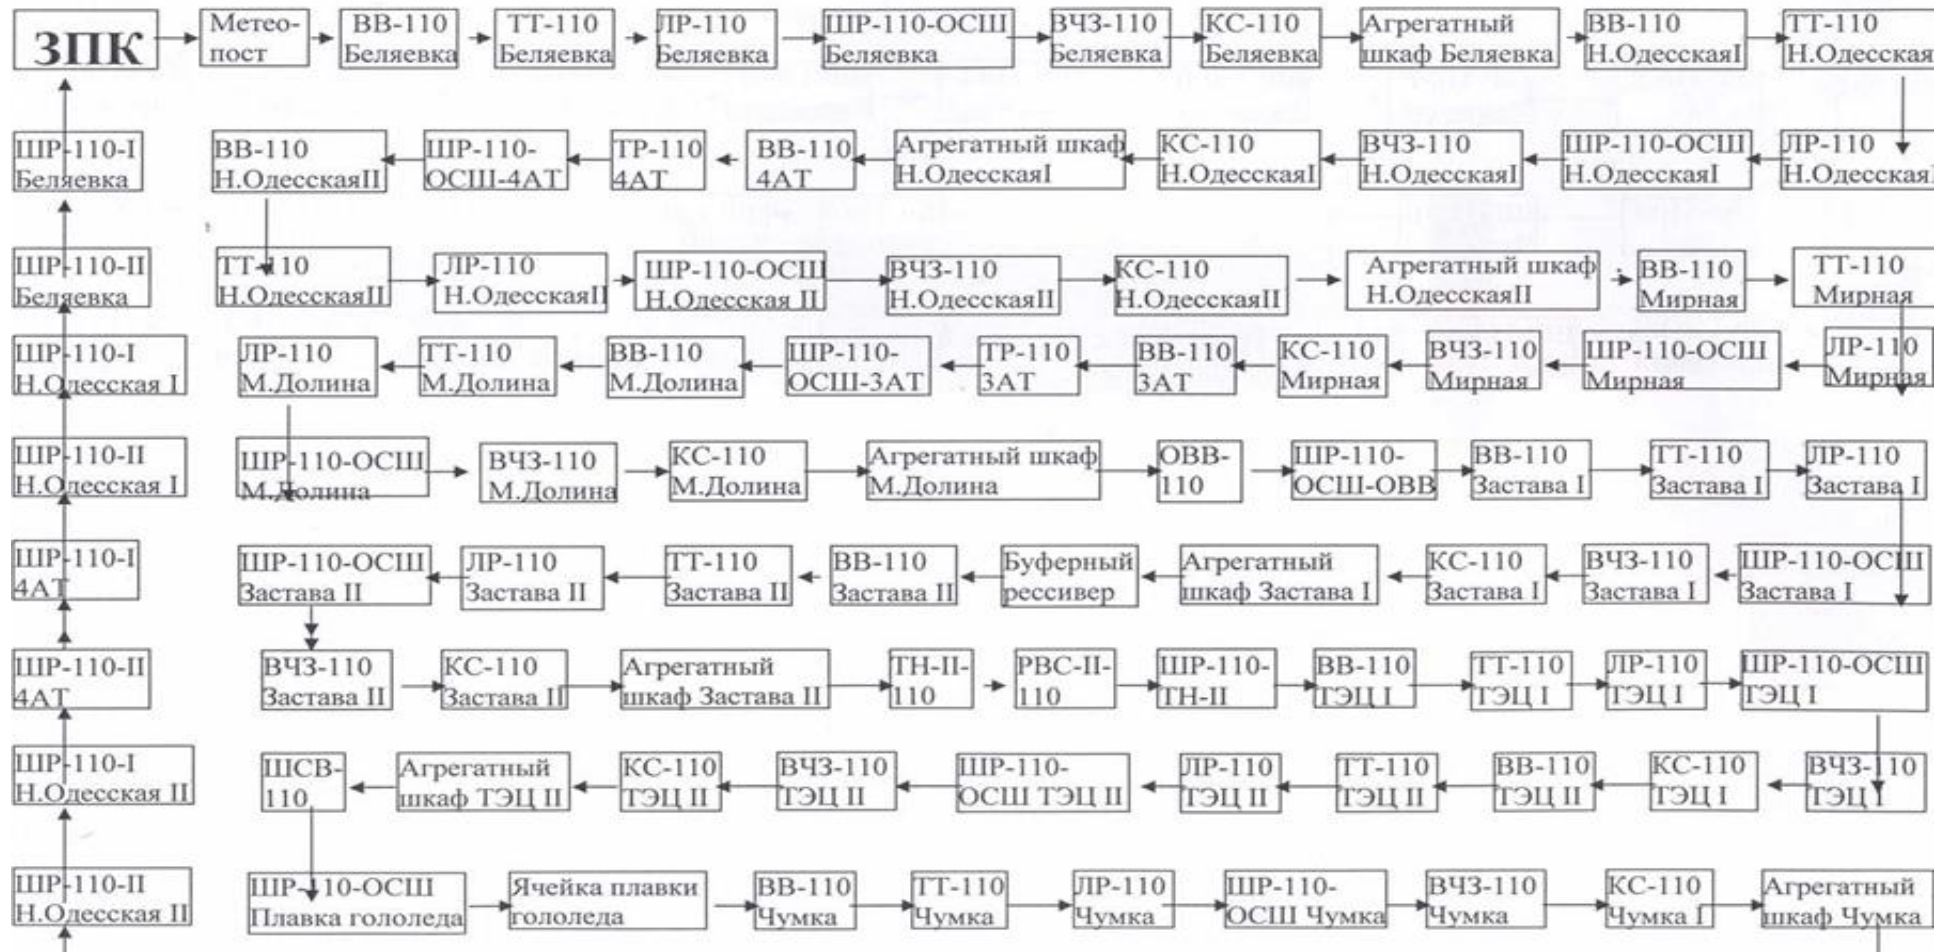 ЗПК
Метео-
пост
ВВ-110
Беляевка
ТТ-110
Беляевка
ЛР-110
Беляевка
ШР-110-ОСШ
Беляевка
ВЧЗ-110
Беляевка
КС-110
Беляевка
Агрегатный
шкаф Беляевка
ВВ-110
Н.ОдесскаяI
ТТ-110
Н.Одесская
ШР-110-I
Беляевка
ВВ-110
Н.ОдесскаяII
ШР-110-
ОСШ-4АТ
ТР-110
4АТ
ВВ-110
4АТ
Агрегатный шкаф
Н.ОдесскаяI
КС-110
Н.ОдесскаяI
ВЧЗ-110
Н.ОдесскаяI
ШР-110-ОСШ
Н.ОдесскаяI
ЛР-110
Н.ОдесскаяI
ШР-110-II
Беляевка
ТТ-110
Н.ОдесскаяII
ЛР-110
Н.ОдесскаяII
ШР-110-ОСШ
Н.Одесская II
ВЧЗ-110
Н.ОдесскаяII
КС-110
Н.ОдесскаяII
Агрегатный шкаф
Н.ОдесскаяII
ВВ-110
Мирная
ТТ-110
Мирная
ШР-110-I
Н.Одесская I
ЛР-110
М.Долина
ТТ-110
М.Долина
ВВ-110
М.Долина
ШР-110-
ОСШ-3АТ
ТР-110
3АТ
ВВ-110
3АТ
КС-110
Мирная
ВЧЗ-110
Мирная
ШР-110-ОСШ
Мирная
ЛР-110
Мирная
ШР-110-II
Н.Одесская I
ШР-110-ОСШ
М.Долина
ВЧЗ-110
М.Долина
КС-110
М.Долина
Агрегатный шкаф
М.Долина
ОВВ-
110
ШР-110-
ОСШ-ОВВ
ВВ-110
Застава I
ТТ-110
Застава I
ЛР-110
Застава I
ШР-110-I
4АТ
ШР-110-ОСШ
Застава II
ЛР-110
Застава II
ТТ-110
Застава II
ВВ-110
Застава II
Буферный
рессивер
Агрегатный
шкаф Застава I
КС-110
Застава I
ВЧЗ-110
Застава I
ШР-110-ОСШ
Застава I
ШР-110-II
4АТ
ВЧЗ-110
Застава II
КС-110
Застава II
Агрегатный
шкаф Застава II
ТН-II-
110
РВС-II-
110
ШР-110-
ТН-II
ВВ-110
ТЭЦ I
ТТ-110
ТЭЦ I
ЛР-110
ТЭЦ I
ШР-110-ОСШ
ТЭЦ I
ШР-110-I
Н.Одесская II
ШСВ-
110
Агрегатный
шкаф ТЭЦ II
КС-110
ТЭЦ II
ВЧЗ-110
ТЭЦ II
ШР-110-
ОСШ ТЭЦ II
ЛР-110
ТЭЦ II
ТТ-110
ТЭЦ II
ВВ-110
ТЭЦ II
КС-110
ТЭЦ I
ВЧЗ-110
ТЭЦ I
ШР-110-II
Н.Одесская II
ШР-110-ОСШ
Плавка гололеда
Ячейка плавки
гололеда
ВВ-110
Чумка
ТТ-110
Чумка
ЛР-110
Чумка
ШР-110-
ОСШ Чумка
ВЧЗ-110
Чумка
КС-110
Чумка I
Агрегатный
шкаф Чумка